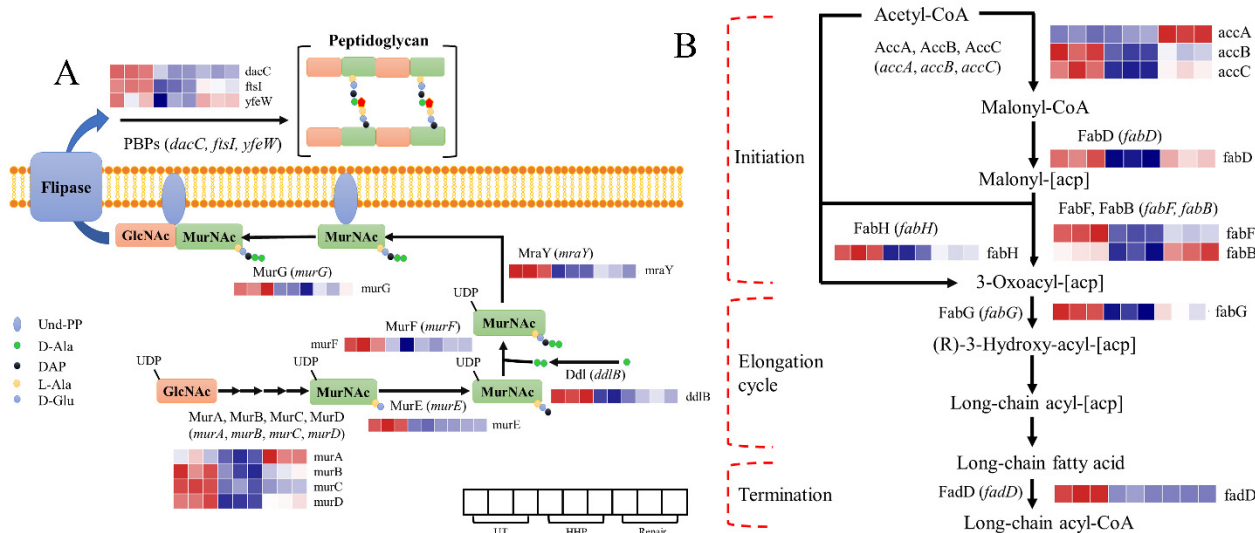 A
dacC
ftsI
yfeW
PBPs (dacC, ftsI, yfeW)
Peptidoglycan
Flipase
GlcNAc
MurNAc
MurNAc
MurG (murG)
murG
MraY (mraY)
mraY
UDP
MurNAc
MurF (murF)
murF
Und-PP
D-Ala
DAP
L-Ala
D-Glu
UDP
GlcNAc
UDP
MurNAc
UDP
MurNAc
Ddl (ddlB)
ddlB
MurE (murE)
murE
MurA, MurB, MurC, MurD
(murA, murB, murC, murD)
murA
murB
murC
murD
UT
HHP
Repair
B
Initiation
Elongation
cycle
Termination
Acetyl-CoA
AccA, AccB, AccC
(accA, accB, accC)
accA
accB
accC
Malonyl-CoA
FabD (fabD)
fabD
Malonyl-[acp]
FabF, FabB (fabF, fabB)
fabF
fabB
FabH (fabH)
fabH
3-Oxoacyl-[acp]
FabG (fabG)
fabG
(R)-3-Hydroxy-acyl-[acp]
Long-chain acyl-[acp]
Long-chain fatty acid
FadD (fadD)
fadD
Long-chain acyl-CoA